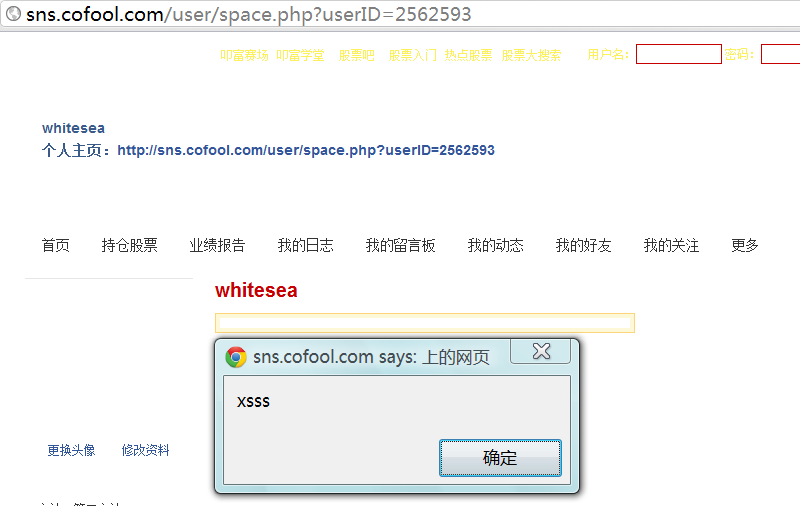 sns.cofool.com/user/space.php?userID=2562593
叩富赛场 叩富学堂 股票吧 股票入门 热点股票 股票大搜索 用户名： 密码：
whitesea
个人主页：http://sns.cofool.com/user/space.php?userID=2562593
首页 持仓股票 业绩报告 我的日志 我的留言板 我的动态 我的好友 我的关注 更多
whitesea
sns.cofool.com says: 上的网页
xsss
确定
更换头像 修改资料